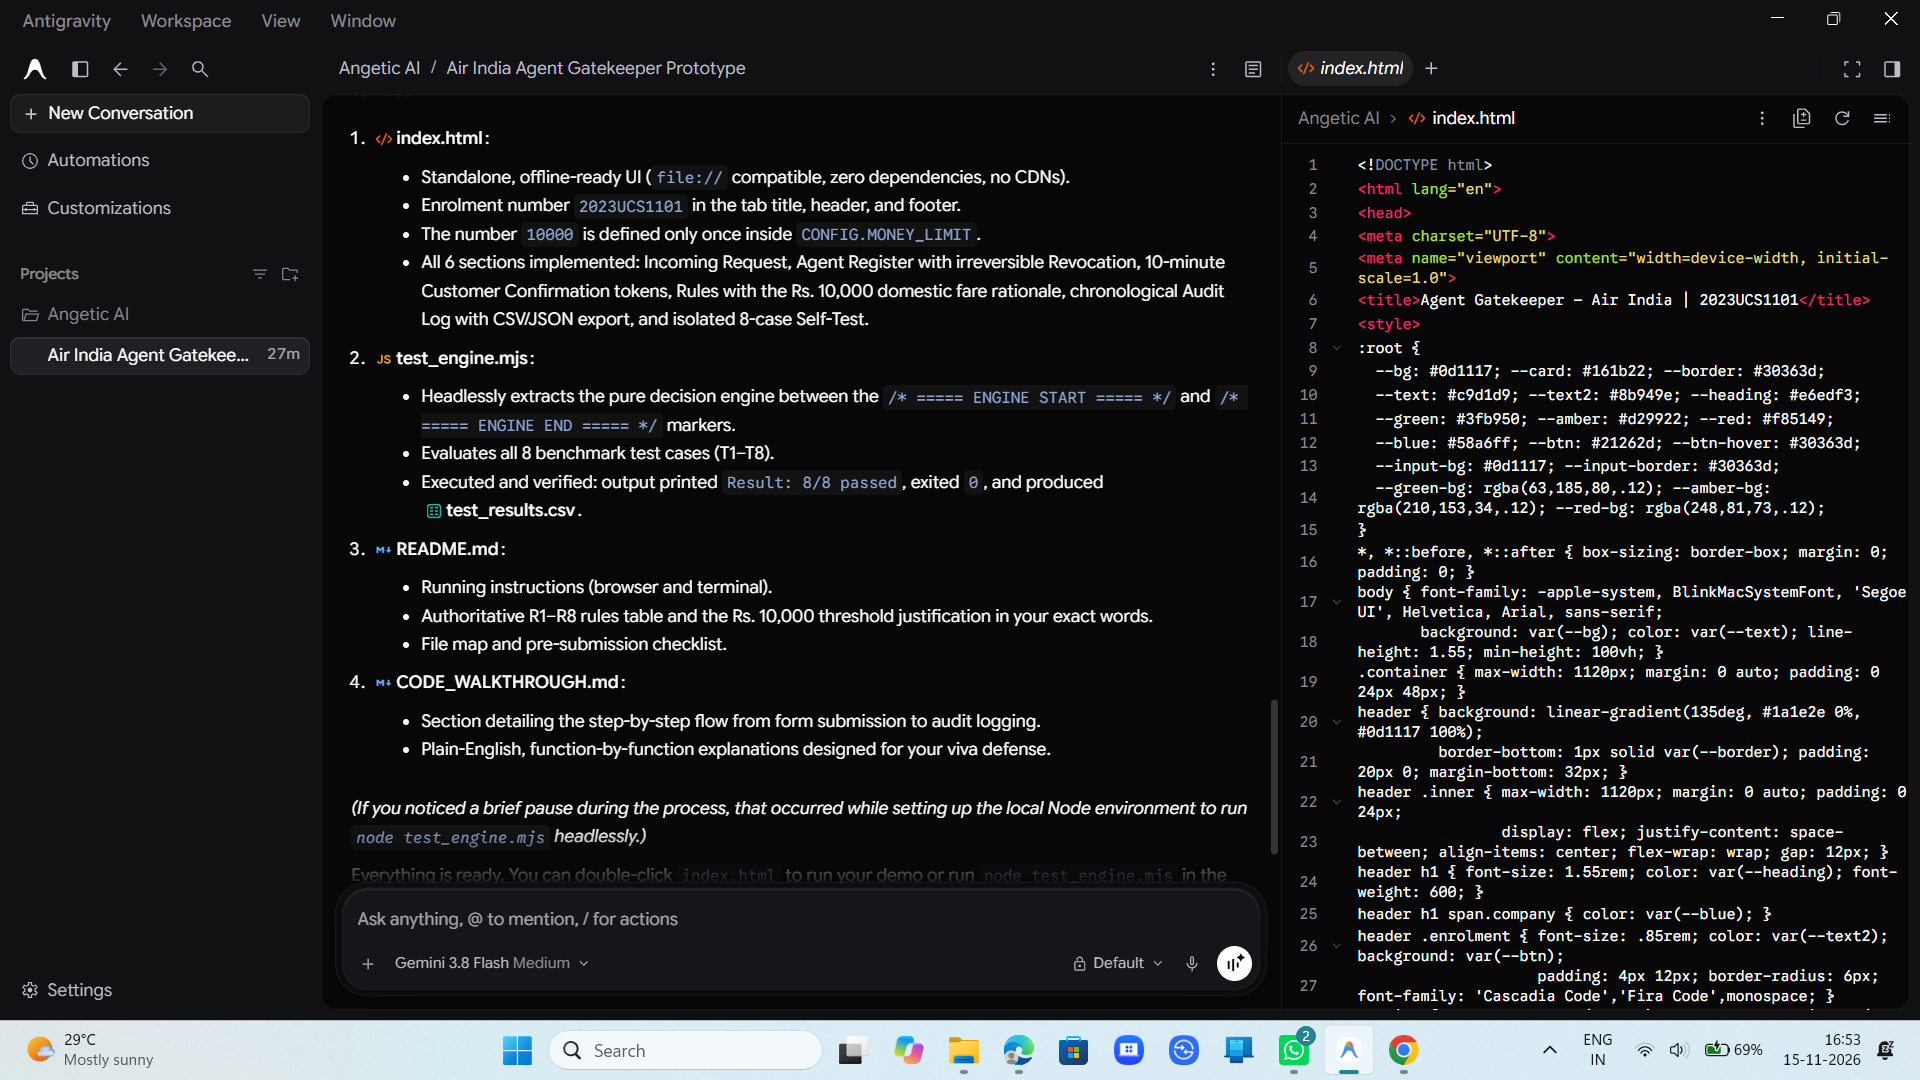 Antigravity Workspace View Window
Angetic AI / Air India Agent Gatekeeper Prototype
</> index.html +
+ New Conversation
Automations
Customizations
Projects
Angetic AI
Air India Agent Gatekee... 27m
Settings
1. </> index.html:
• Standalone, offline-ready UI ( file:// compatible, zero dependencies, no CDNs).
• Enrolment number 2023UCS1101 in the tab title, header, and footer.
• The number 10000 is defined only once inside CONFIG.MONEY_LIMIT .
• All 6 sections implemented: Incoming Request, Agent Register with irreversible Revocation, 10-minute
Customer Confirmation tokens, Rules with the Rs. 10,000 domestic fare rationale, chronological Audit
Log with CSV/JSON export, and isolated 8-case Self-Test.
2. JS test_engine.mjs:
• Headlessly extracts the pure decision engine between the /* ===== ENGINE START ===== */ and /*
===== ENGINE END ===== */ markers.
• Evaluates all 8 benchmark test cases (T1–T8).
• Executed and verified: output printed Result: 8/8 passed , exited 0 , and produced
test_results.csv .
3. M↓ README.md:
• Running instructions (browser and terminal).
• Authoritative R1–R8 rules table and the Rs. 10,000 threshold justification in your exact words.
• File map and pre-submission checklist.
4. M↓ CODE_WALKTHROUGH.md:
• Section detailing the step-by-step flow from form submission to audit logging.
• Plain-English, function-by-function explanations designed for your viva defense.
(If you noticed a brief pause during the process, that occurred while setting up the local Node environment to run
node test_engine.mjs headlessly.)
Everything is ready. You can double-click index.html to run your demo or run node test_engine.mjs in the
Ask anything, @ to mention, / for actions
+ Gemini 3.8 Flash Medium Default
Angetic AI > </> index.html
1 <!DOCTYPE html>
2 <html lang="en">
3 <head>
4 <meta charset="UTF-8">
5 <meta name="viewport" content="width=device-width, initial-
scale=1.0">
6 <title>Agent Gatekeeper – Air India | 2023UCS1101</title>
7 <style>
8 :root {
9 --bg: #0d1117; --card: #161b22; --border: #30363d;
10 --text: #c9d1d9; --text2: #8b949e; --heading: #e6edf3;
11 --green: #3fb950; --amber: #d29922; --red: #f85149;
12 --blue: #58a6ff; --btn: #21262d; --btn-hover: #30363d;
13 --input-bg: #0d1117; --input-border: #30363d;
14 --green-bg: rgba(63,185,80,.12); --amber-bg:
rgba(210,153,34,.12); --red-bg: rgba(248,81,73,.12);
15 }
16 *, *::before, *::after { box-sizing: border-box; margin: 0;
padding: 0; }
17 body { font-family: -apple-system, BlinkMacSystemFont, 'Segoe
UI', Helvetica, Arial, sans-serif;
18 background: var(--bg); color: var(--text); line-
height: 1.55; min-height: 100vh; }
19 .container { max-width: 1120px; margin: 0 auto; padding: 0
24px 48px; }
20 header { background: linear-gradient(135deg, #1a1e2e 0%,
#0d1117 100%);
21 border-bottom: 1px solid var(--border); padding:
20px 0; margin-bottom: 32px; }
22 header .inner { max-width: 1120px; margin: 0 auto; padding: 0
24px;
23 display: flex; justify-content: space-
between; align-items: center; flex-wrap: wrap; gap: 12px; }
24 header h1 { font-size: 1.55rem; color: var(--heading); font-
weight: 600; }
25 header h1 span.company { color: var(--blue); }
26 header .enrolment { font-size: .85rem; color: var(--text2);
background: var(--btn);
27 padding: 4px 12px; border-radius: 6px;
font-family: 'Cascadia Code','Fira Code',monospace; }
29°C
Mostly sunny
Search
2
ENG
IN
69%
16:53
15-11-2026